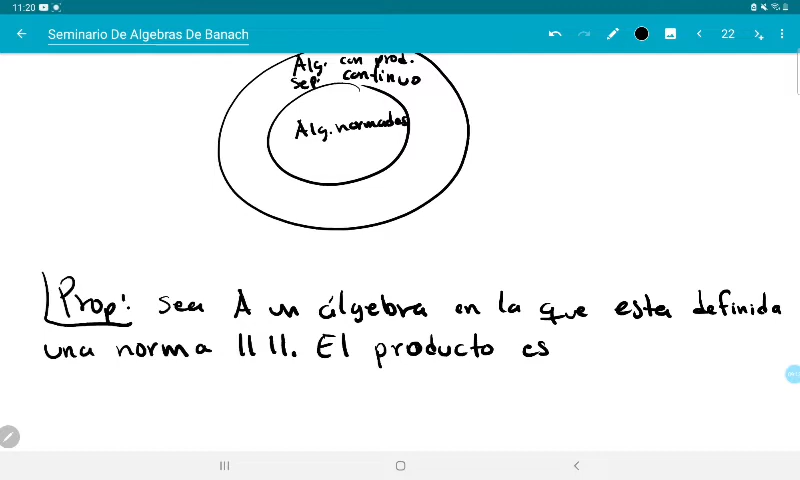 11:20
Seminario De Algebras De Banach
22
Alg. con prod.
sep. continuo
Alg. normadas
Prop: sea A un álgebra en la que esta definida
una norma || ||. El producto es